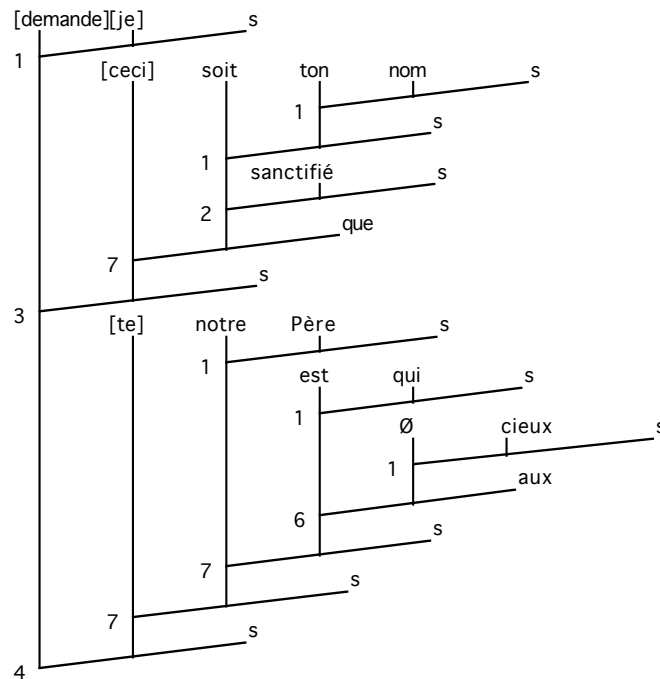 [demande][je] s
1
[ceci] soit ton nom s
1
s
1
sanctifié s
2
que
7
s
3
[te] notre Père s
1
est qui s
1
Ø cieux s
1
aux
6
s
7
s
7
s
4